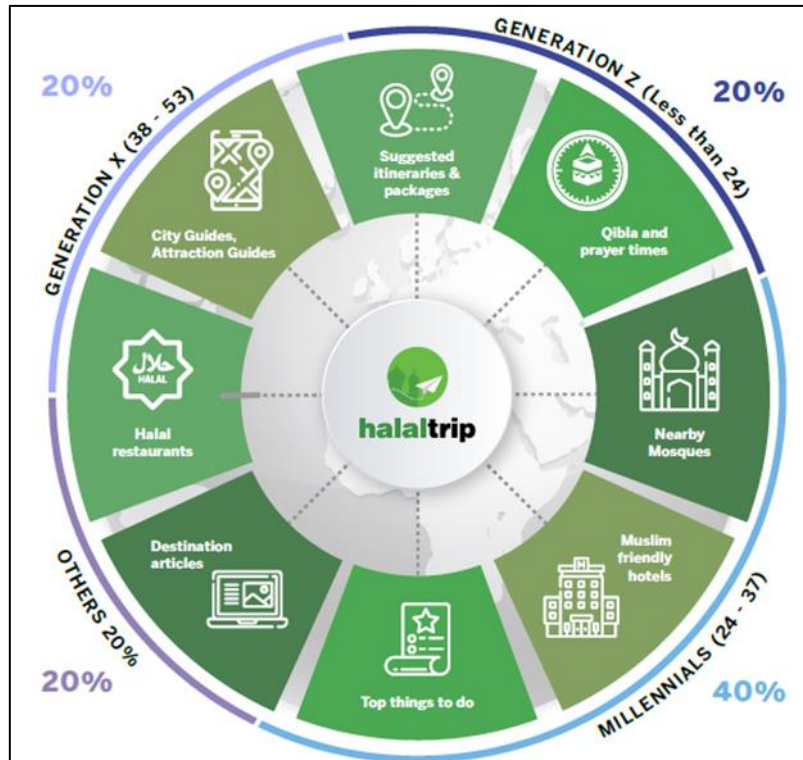 20%
GENERATION X (38 - 53)
GENERATION Z (Less than 24)
20%
Suggested
itineraries &
packages
Qibla and
prayer times
City Guides,
Attraction Guides
حلال
HALAL
Halal
restaurants
halaltrip
Nearby
Mosques
Destination
articles
Muslim
friendly
hotels
H
Top things to do
OTHERS 20%
20%
MILLENNIALS (24 - 37)
40%